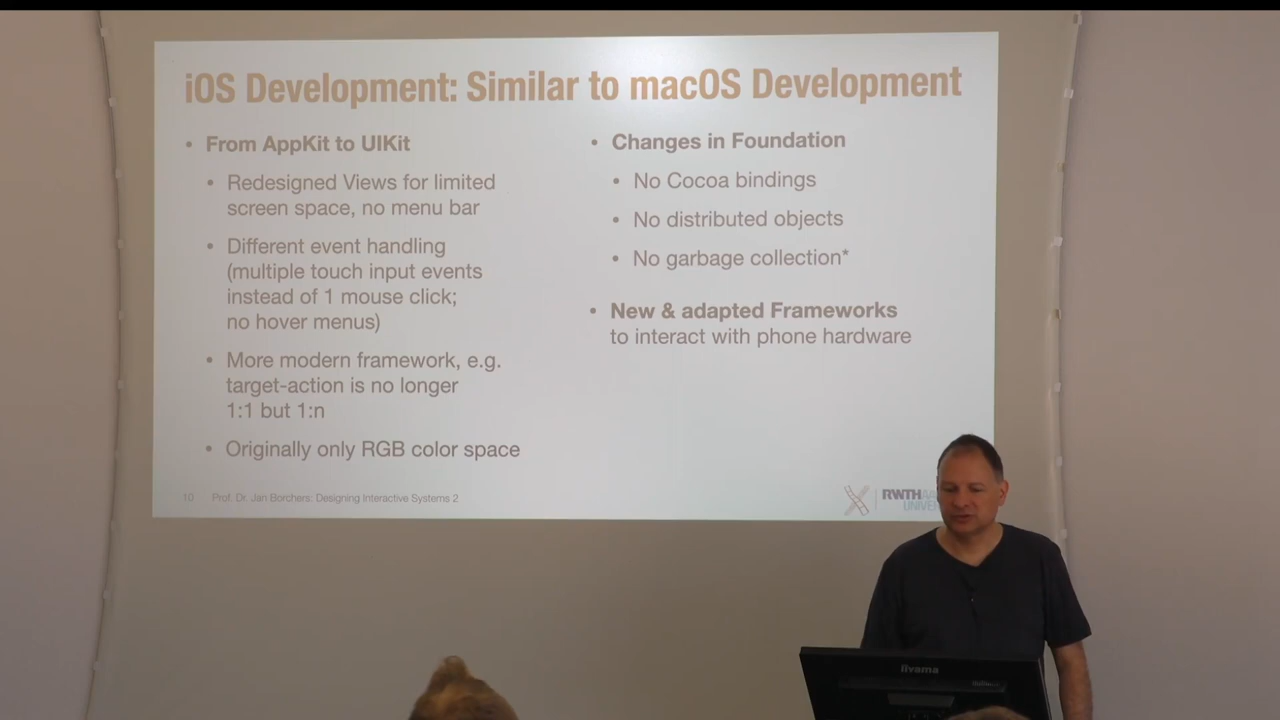 iOS Development: Similar to macOS Development
• From AppKit to UIKit
• Redesigned Views for limited
screen space, no menu bar
• Different event handling
(multiple touch input events
instead of 1 mouse click;
no hover menus)
• More modern framework, e.g.
target-action is no longer
1:1 but 1:n
• Originally only RGB color space
• Changes in Foundation
• No Cocoa bindings
• No distributed objects
• No garbage collection*
• New & adapted Frameworks
to interact with phone hardware
10 Prof. Dr. Jan Borchers: Designing Interactive Systems 2
RWTH
iiyama